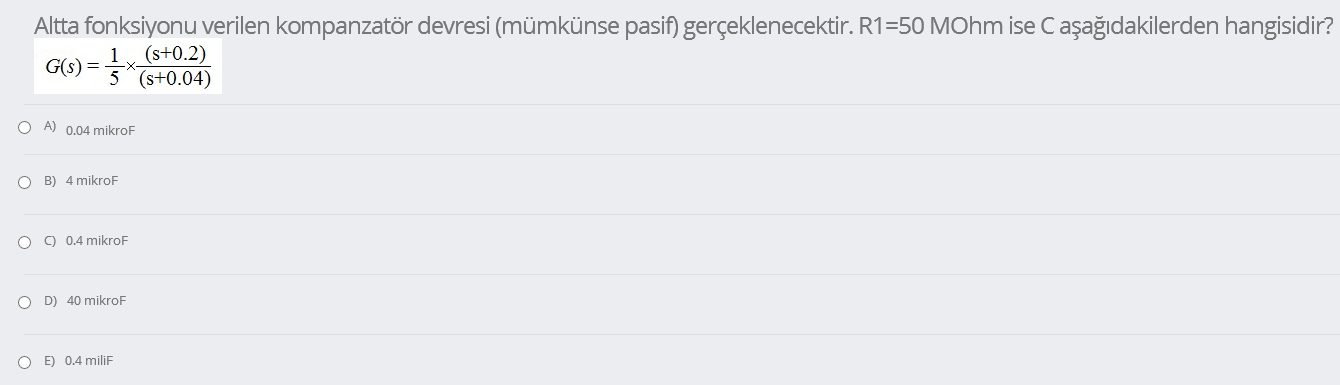 Altta fonksiyonu verilen kompanzatör devresi (mümkünse pasif) gerçeklenecektir. R1=50 MOhm ise C aşağıdakilerden hangisidir?
G(s) = 1/5 × (s+0.2)/(s+0.04)
A) 0.04 mikroF
B) 4 mikroF
C) 0.4 mikroF
D) 40 mikroF
E) 0.4 miliF